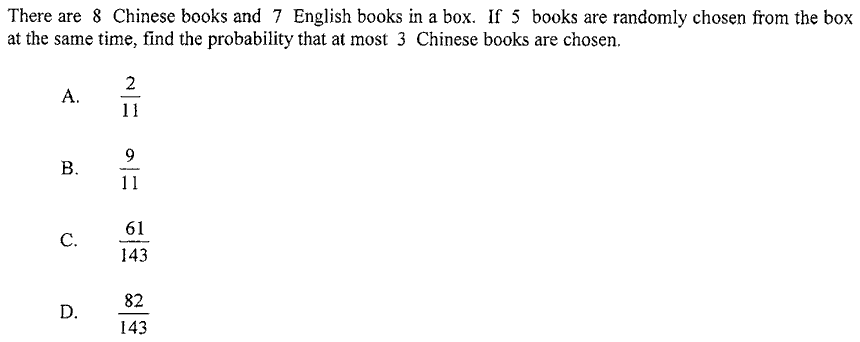 There are 8 Chinese books and 7 English books in a box. If 5 books are randomly chosen from the box
at the same time, find the probability that at most 3 Chinese books are chosen.
A. 2/11
B. 9/11
C. 61/143
D. 82/143